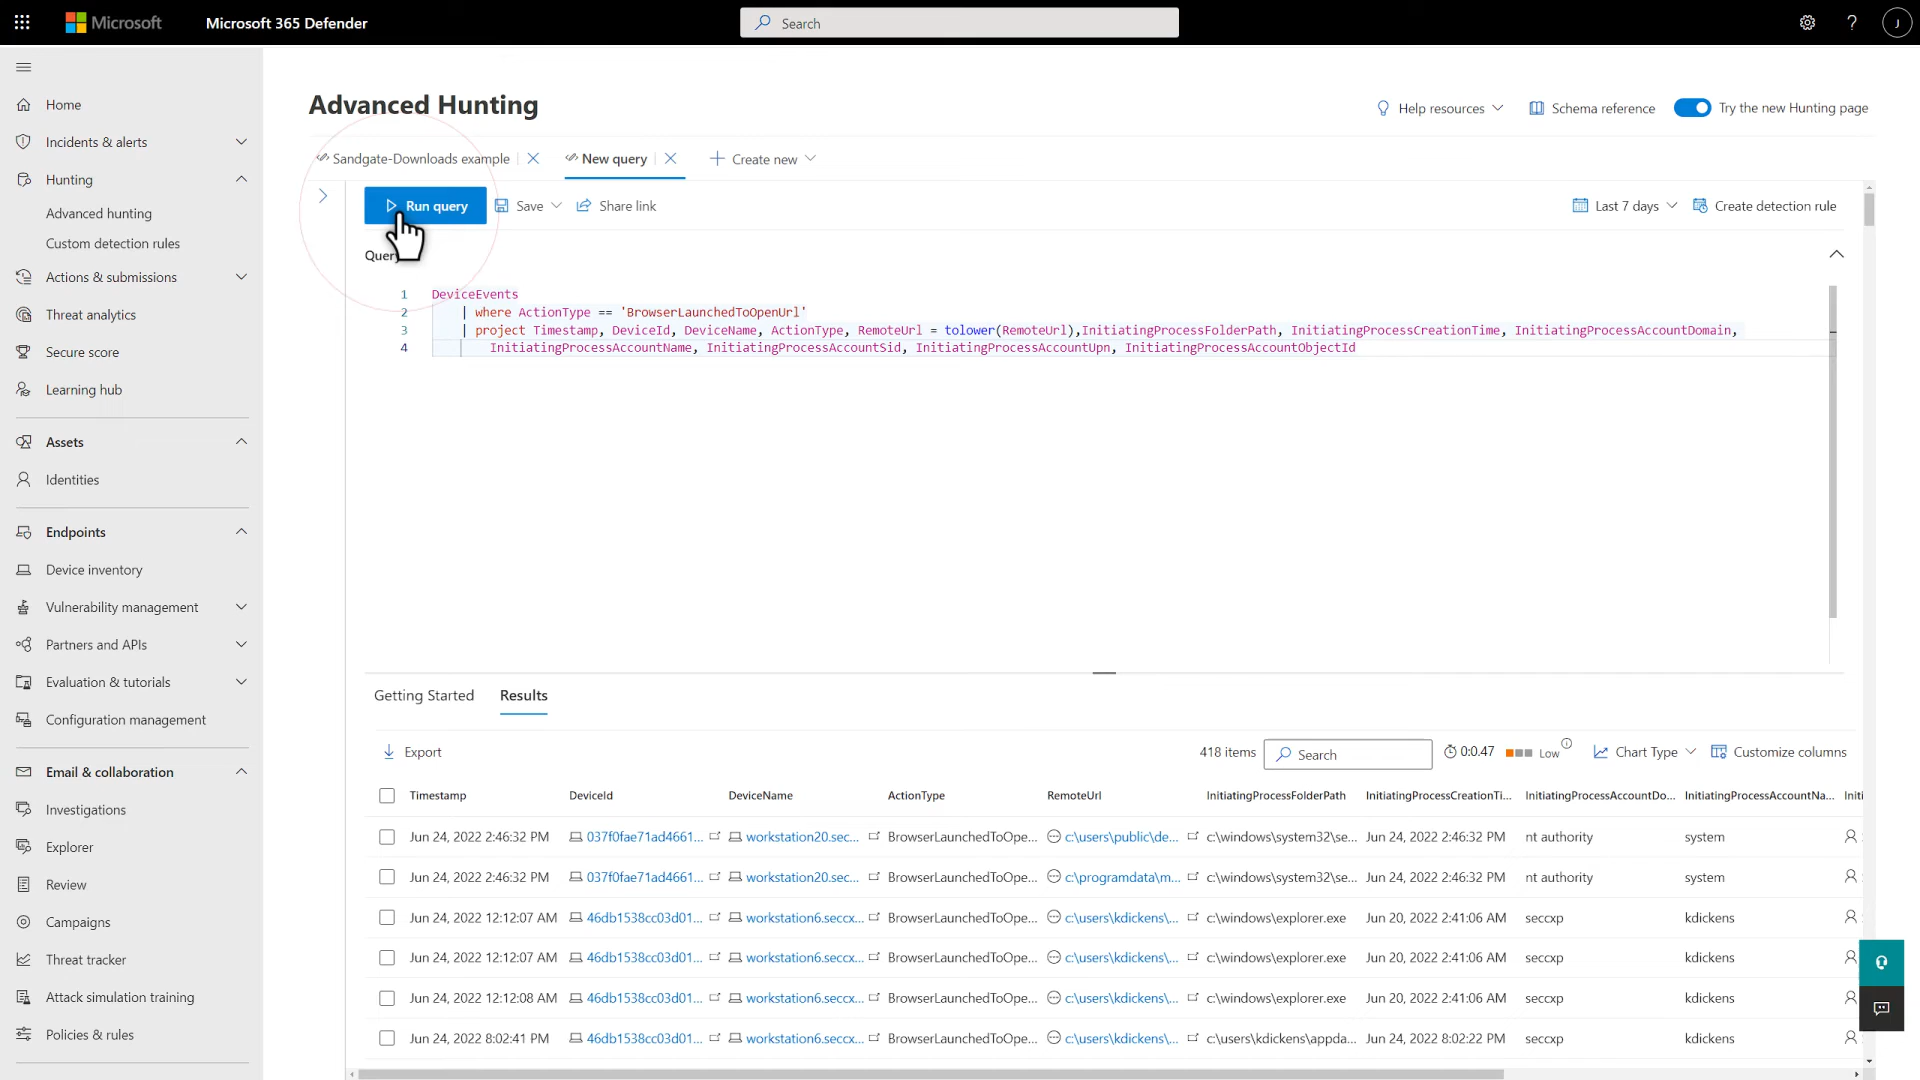 Microsoft Microsoft 365 Defender Search ? J
Home
Incidents & alerts
Hunting
Advanced hunting
Custom detection rules
Actions & submissions
Threat analytics
Secure score
Learning hub
Assets
Identities
Endpoints
Device inventory
Vulnerability management
Partners and APIs
Evaluation & tutorials
Configuration management
Email & collaboration
Investigations
Explorer
Review
Campaigns
Threat tracker
Attack simulation training
Policies & rules
Advanced Hunting
Help resources Schema reference Try the new Hunting page
Sandgate-Downloads example New query Create new
Run query Save Share link Last 7 days Create detection rule
Query
1 DeviceEvents
2 | where ActionType == 'BrowserLaunchedToOpenUrl'
3 | project Timestamp, DeviceId, DeviceName, ActionType, RemoteUrl = tolower(RemoteUrl),InitiatingProcessFolderPath, InitiatingProcessCreationTime, InitiatingProcessAccountDomain,
4 InitiatingProcessAccountName, InitiatingProcessAccountSid, InitiatingProcessAccountUpn, InitiatingProcessAccountObjectId
Getting Started Results
Export 418 items Search 0:0.47 Low Chart Type Customize columns
Timestamp DeviceId DeviceName ActionType RemoteUrl InitiatingProcessFolderPath InitiatingProcessCreationTi... InitiatingProcessAccountDo... InitiatingProcessAccountNa... Initi
Jun 24, 2022 2:46:32 PM 037f0fae71ad4661... workstation20.sec... BrowserLaunchedToOpe... c:\users\public\de... c:\windows\system32\se... Jun 24, 2022 2:46:32 PM nt authority system
Jun 24, 2022 2:46:32 PM 037f0fae71ad4661... workstation20.sec... BrowserLaunchedToOpe... c:\programdata\m... c:\windows\system32\se... Jun 24, 2022 2:46:32 PM nt authority system
Jun 24, 2022 12:12:07 AM 46db1538cc03d01... workstation6.seccx... BrowserLaunchedToOpe... c:\users\kdickens\... c:\windows\explorer.exe Jun 20, 2022 2:41:06 AM seccxp kdickens
Jun 24, 2022 12:12:07 AM 46db1538cc03d01... workstation6.seccx... BrowserLaunchedToOpe... c:\users\kdickens\... c:\windows\explorer.exe Jun 20, 2022 2:41:06 AM seccxp kdickens
Jun 24, 2022 12:12:08 AM 46db1538cc03d01... workstation6.seccx... BrowserLaunchedToOpe... c:\users\kdickens\... c:\windows\explorer.exe Jun 20, 2022 2:41:06 AM seccxp kdickens
Jun 24, 2022 8:02:41 PM 46db1538cc03d01... workstation6.seccx... BrowserLaunchedToOpe... c:\users\kdickens\... c:\users\kdickens\appda... Jun 24, 2022 8:02:22 PM seccxp kdickens